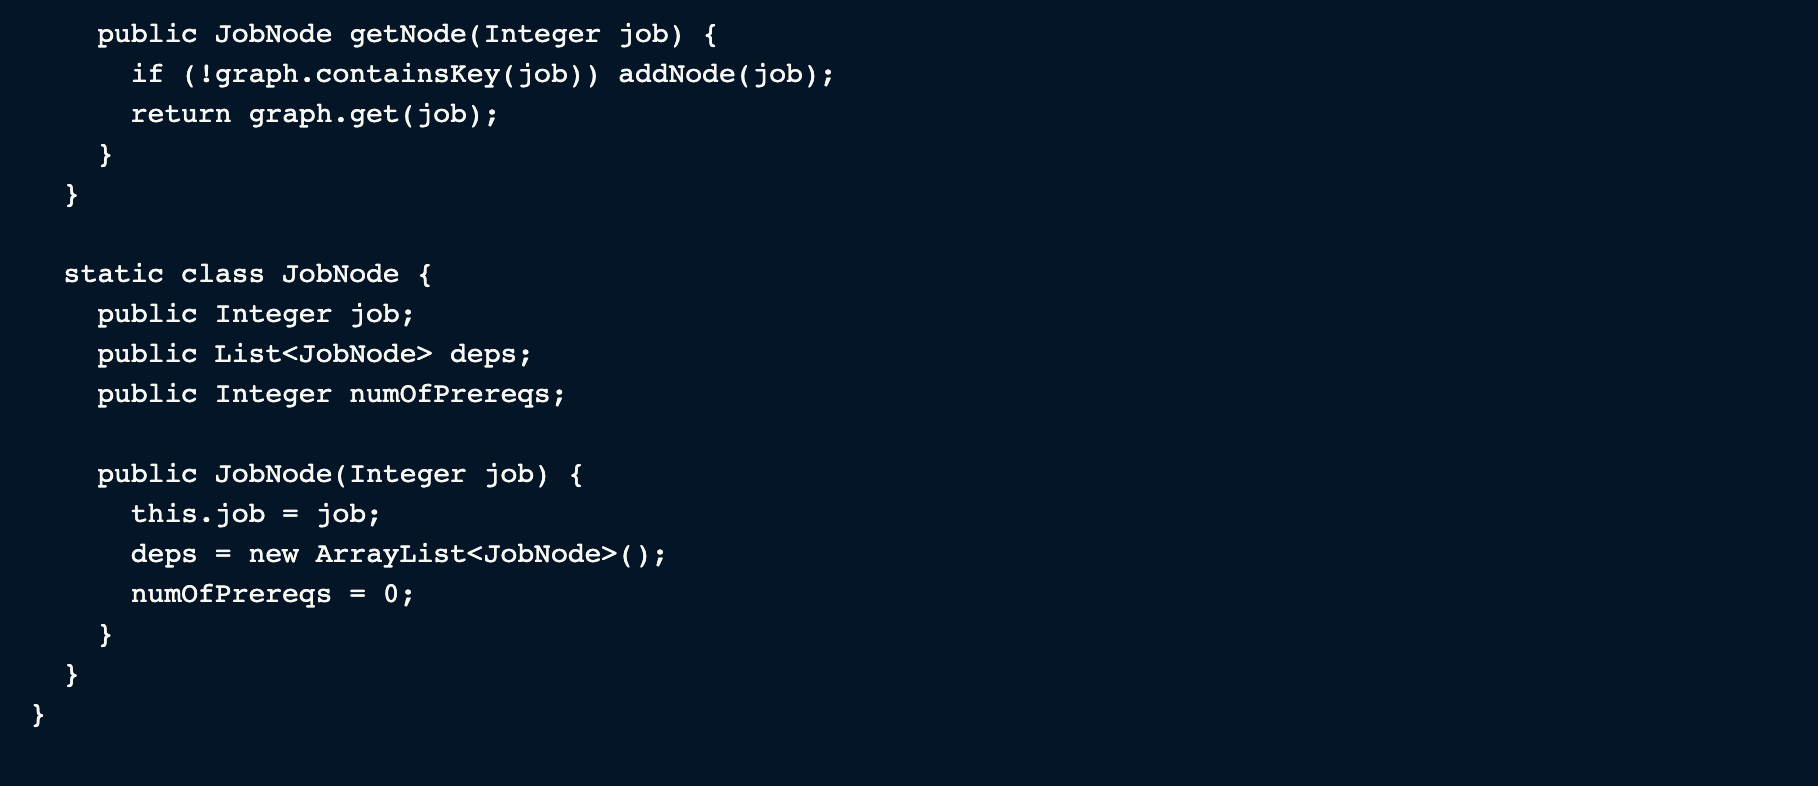 public JobNode getNode(Integer job) {
if (!graph.containsKey(job)) addNode(job);
return graph.get(job);
}
}
static class JobNode {
public Integer job;
public List<JobNode> deps;
public Integer numOfPrereqs;
public JobNode(Integer job) {
this.job = job;
deps = new ArrayList<JobNode>();
numOfPrereqs = 0;
}
}
}